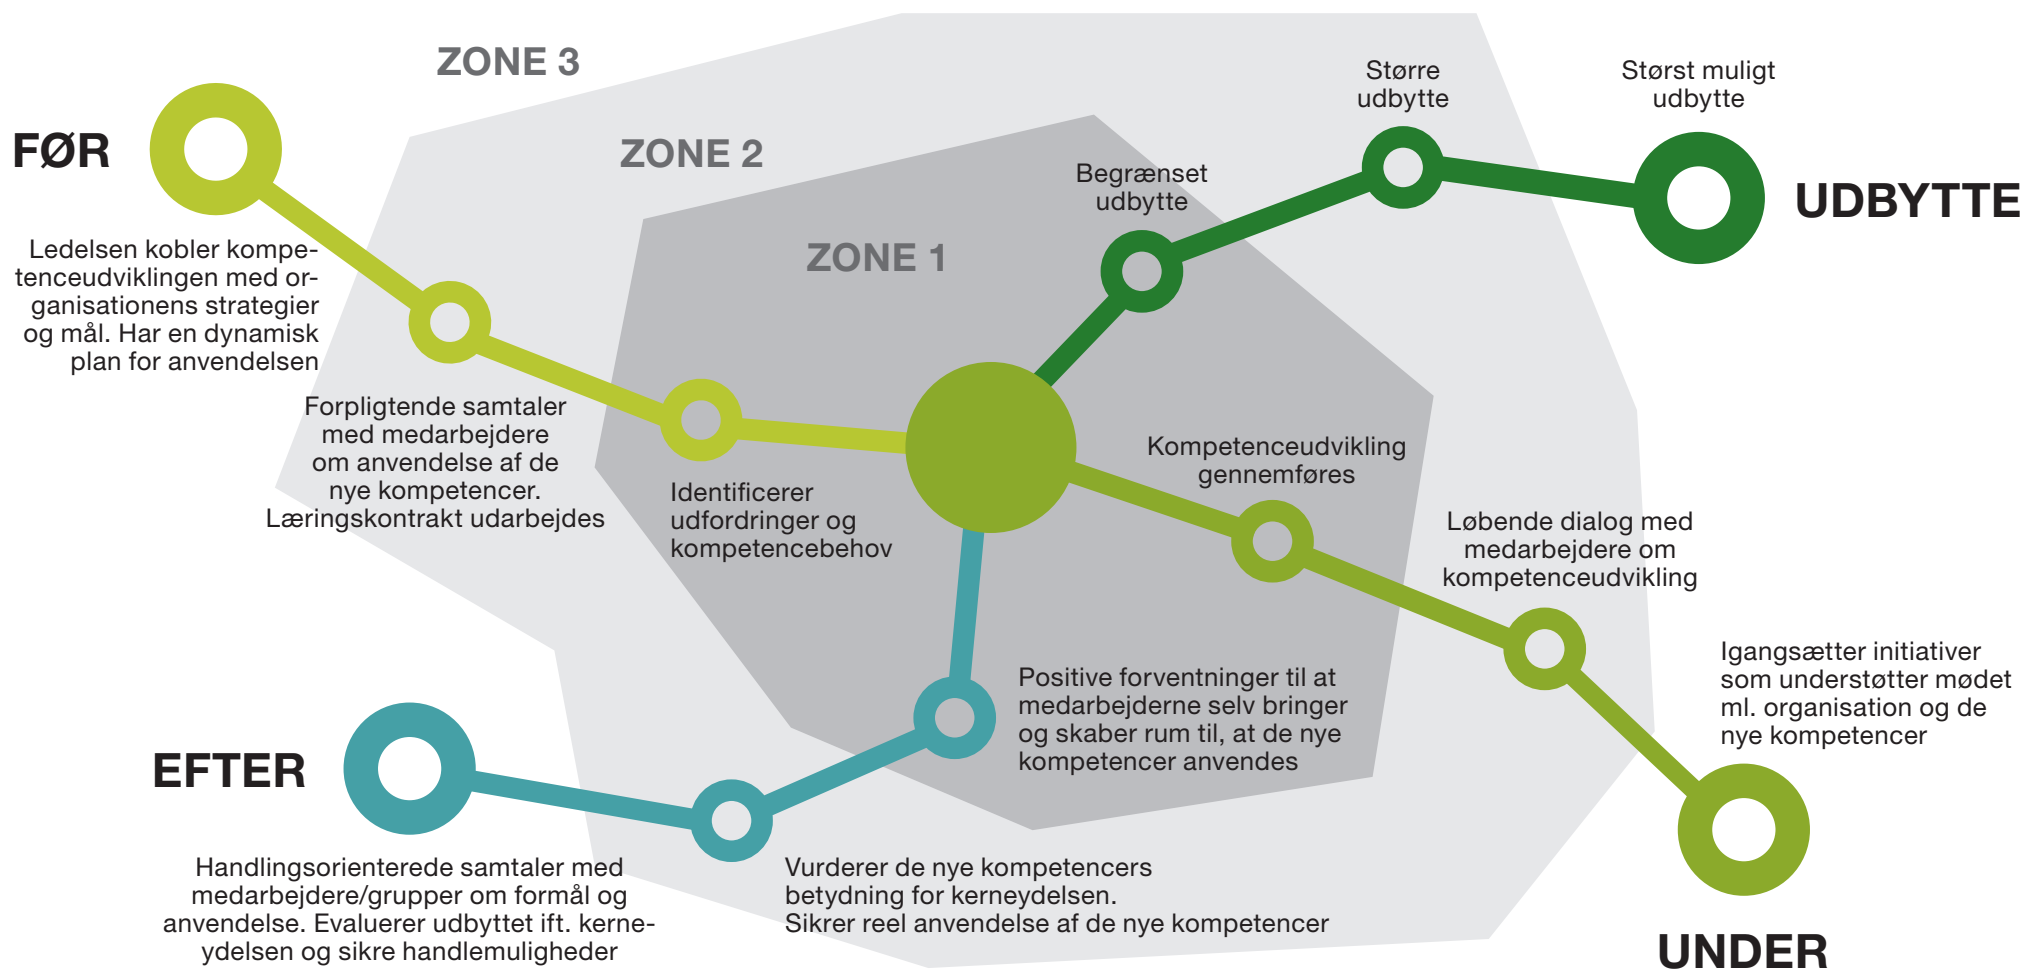 ZONE 3
ZONE 2
ZONE 1
FØR
Ledelsen kobler kompe-
tenceudviklingen med or-
ganisationens strategier
og mål. Har en dynamisk
plan for anvendelsen
Forpligtende samtaler
med medarbejdere
om anvendelse af de
nye kompetencer.
Læringskontrakt udarbejdes
Identificerer
udfordringer og
kompetencebehov
Begrænset
udbytte
Større
udbytte
Størst muligt
udbytte
UDBYTTE
Kompetenceudvikling
gennemføres
Løbende dialog med
medarbejdere om
kompetenceudvikling
Igangsætter initiativer
som understøtter mødet
ml. organisation og de
nye kompetencer
UNDER
Positive forventninger til at
medarbejderne selv bringer
og skaber rum til, at de nye
kompetencer anvendes
Vurderer de nye kompetencers
betydning for kerneydelsen.
Sikrer reel anvendelse af de nye kompetencer
EFTER
Handlingsorienterede samtaler med
medarbejdere/grupper om formål og
anvendelse. Evaluerer udbyttet ift. kerne-
ydelsen og sikre handlemuligheder